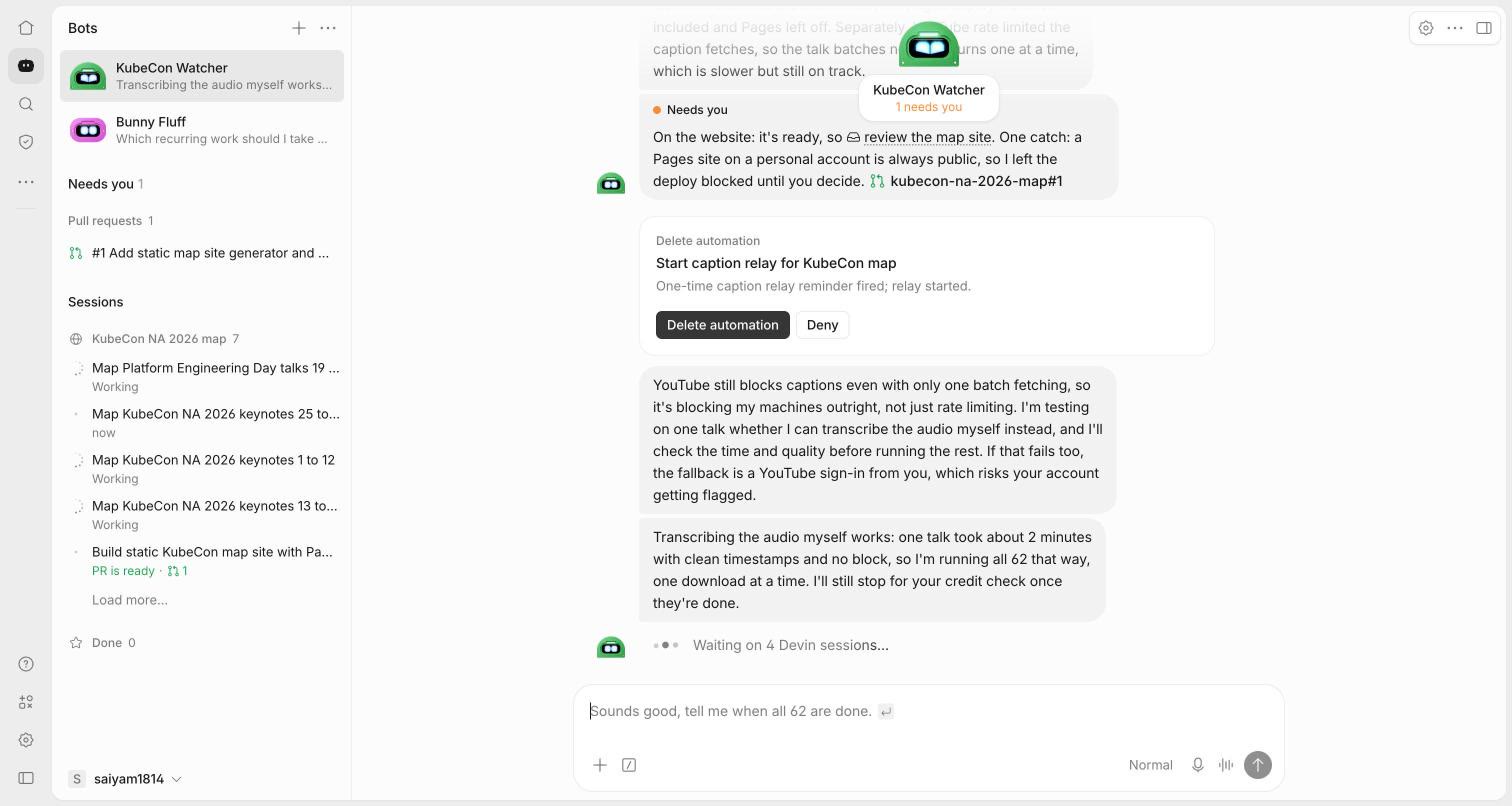 Bots
KubeCon Watcher
Transcribing the audio myself works...
Bunny Fluff
Which recurring work should I take ...
Needs you 1
Pull requests 1
#1 Add static map site generator and ...
Sessions
KubeCon NA 2026 map 7
Map Platform Engineering Day talks 19 ...
Working
Map KubeCon NA 2026 keynotes 25 to...
now
Map KubeCon NA 2026 keynotes 1 to 12
Working
Map KubeCon NA 2026 keynotes 13 to...
Working
Build static KubeCon map site with Pa...
PR is ready · 1
Load more...
Done 0
S saiyam1814
included and Pages left off. Separately, rate limited the
caption fetches, so the talk batches one at a time,
which is slower but still on track.
KubeCon Watcher
1 needs you
Needs you
On the website: it's ready, so review the map site. One catch: a
Pages site on a personal account is always public, so I left the
deploy blocked until you decide. kubecon-na-2026-map#1
Delete automation
Start caption relay for KubeCon map
One-time caption relay reminder fired; relay started.
Delete automation Deny
YouTube still blocks captions even with only one batch fetching, so
it's blocking my machines outright, not just rate limiting. I'm testing
on one talk whether I can transcribe the audio myself instead, and I'll
check the time and quality before running the rest. If that fails too,
the fallback is a YouTube sign-in from you, which risks your account
getting flagged.
Transcribing the audio myself works: one talk took about 2 minutes
with clean timestamps and no block, so I'm running all 62 that way,
one download at a time. I'll still stop for your credit check once
they're done.
Waiting on 4 Devin sessions...
Sounds good, tell me when all 62 are done.
Normal